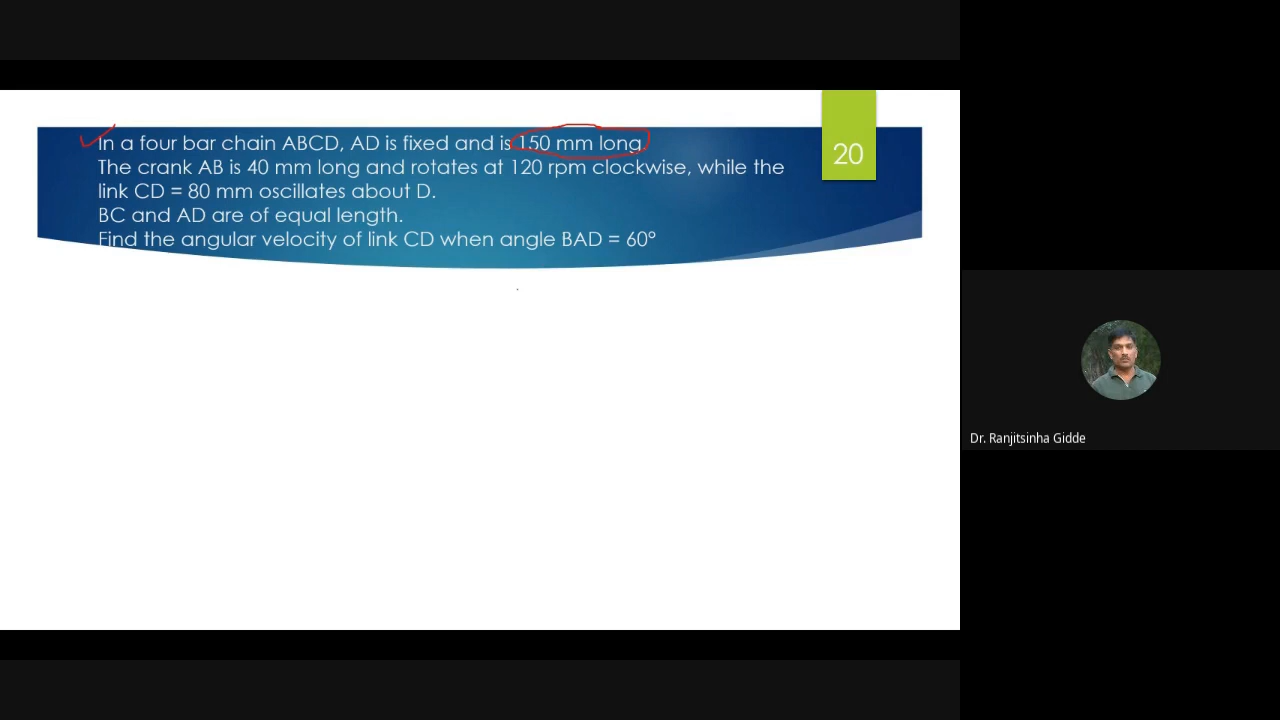 In a four bar chain ABCD, AD is fixed and is 150 mm long.
The crank AB is 40 mm long and rotates at 120 rpm clockwise, while the
link CD = 80 mm oscillates about D.
BC and AD are of equal length.
Find the angular velocity of link CD when angle BAD = 60°
20
Dr. Ranjitsinha Gidde